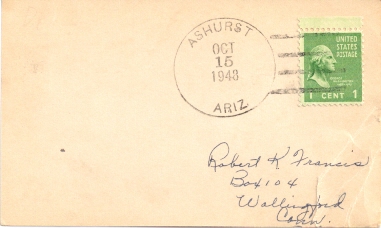 ASHURST
OCT
15
1948
ARIZ.
UNITED
STATES
POSTAGE
1 CENT 1
Robert K Francis
Box 104
Wallingford
Conn.